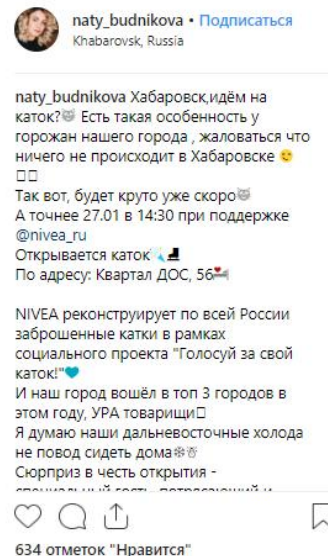 naty_budnikova • Подписаться
Khabarovsk, Russia
naty_budnikova Хабаровск,идём на
каток?😈 Есть такая особенность у
горожан нашего города , жаловаться что
ничего не происходит в Хабаровске 😉
Так вот, будет круто уже скоро😈
А точнее 27.01 в 14:30 при поддержке
@nivea_ru
Открывается каток
По адресу: Квартал ДОС, 56
NIVEA реконструирует по всей России
заброшенные катки в рамках
социального проекта "Голосуй за свой
каток!"
И наш город вошёл в топ 3 городов в
этом году, УРА товарищи
Я думаю наши дальневосточные холода
не повод сидеть дома❄☃
Сюрприз в честь открытия -
специальный гость, потрясающий и
634 отметок "Нравится"